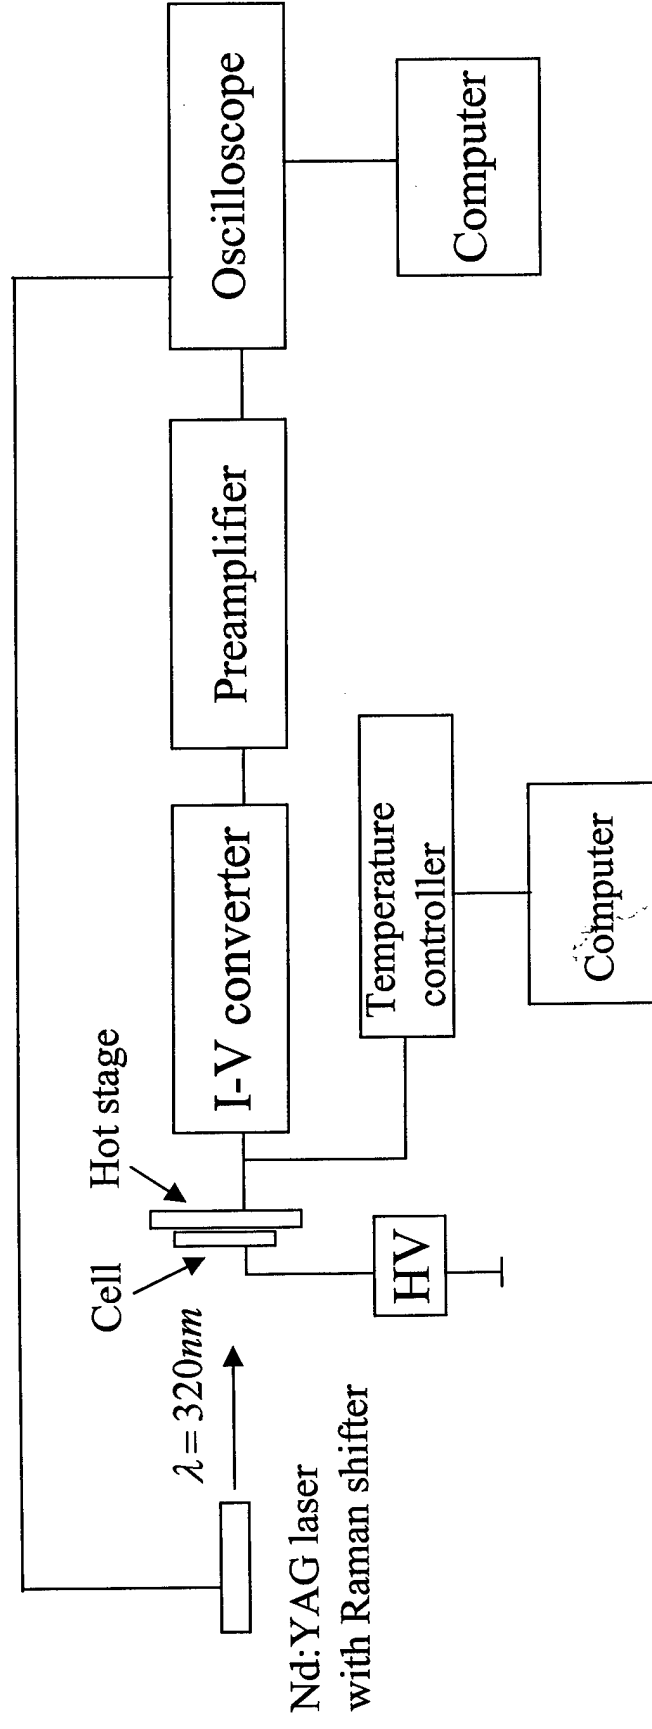 Nd:YAG laser
with Raman shifter
λ = 320nm
Cell
Hot stage
HV
I-V converter
Preamplifier
Oscilloscope
Temperature
controller
Computer
Computer